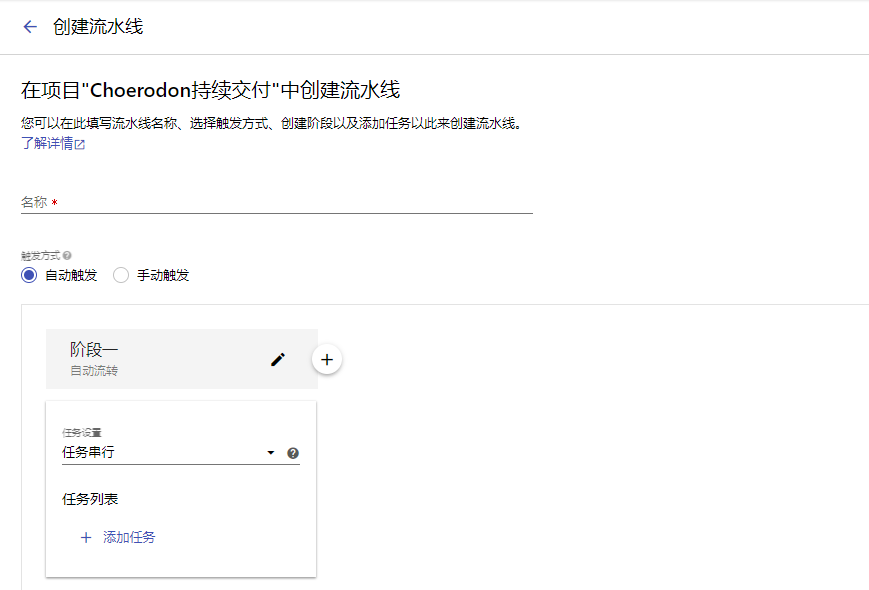 创建流水线
在项目"Choerodon持续交付"中创建流水线
您可以在此填写流水线名称、选择触发方式、创建阶段以及添加任务以此来创建流水线。
了解详情
名称 *
触发方式
自动触发 手动触发
阶段一
自动流转
任务设置
任务串行
任务列表
+ 添加任务